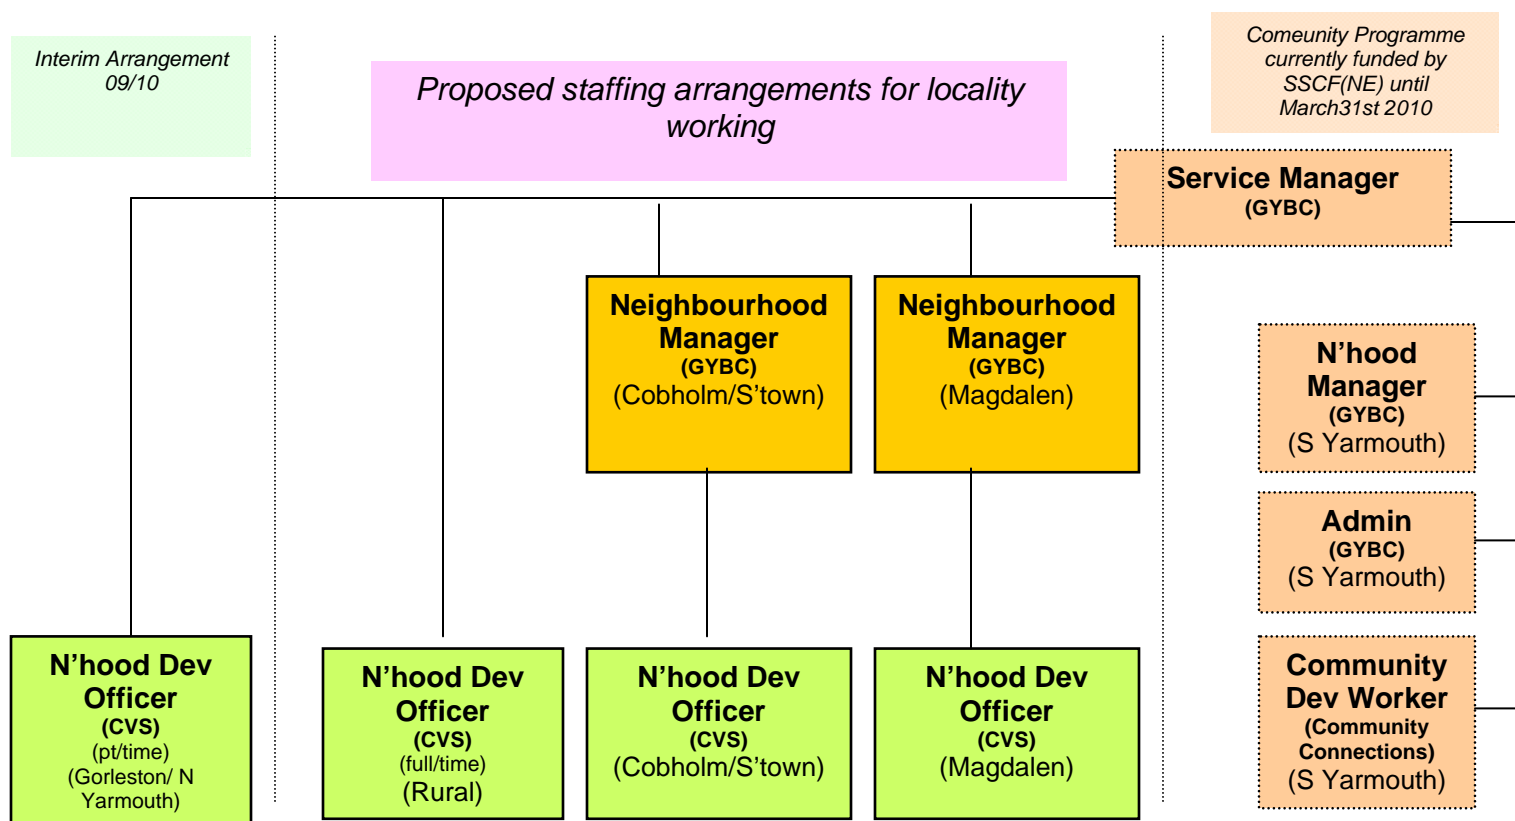 Interim Arrangement
09/10
Proposed staffing arrangements for locality
working
Comeunity Programme
currently funded by
SSCF(NE) until
March31st 2010
Service Manager
(GYBC)
Neighbourhood
Manager
(GYBC)
(Cobholm/S'town)
Neighbourhood
Manager
(GYBC)
(Magdalen)
N'hood
Manager
(GYBC)
(S Yarmouth)
Admin
(GYBC)
(S Yarmouth)
N'hood Dev
Officer
(CVS)
(pt/time)
(Gorleston/ N
Yarmouth)
N'hood Dev
Officer
(CVS)
(full/time)
(Rural)
N'hood Dev
Officer
(CVS)
(Cobholm/S'town)
N'hood Dev
Officer
(CVS)
(Magdalen)
Community
Dev Worker
(Community
Connections)
(S Yarmouth)